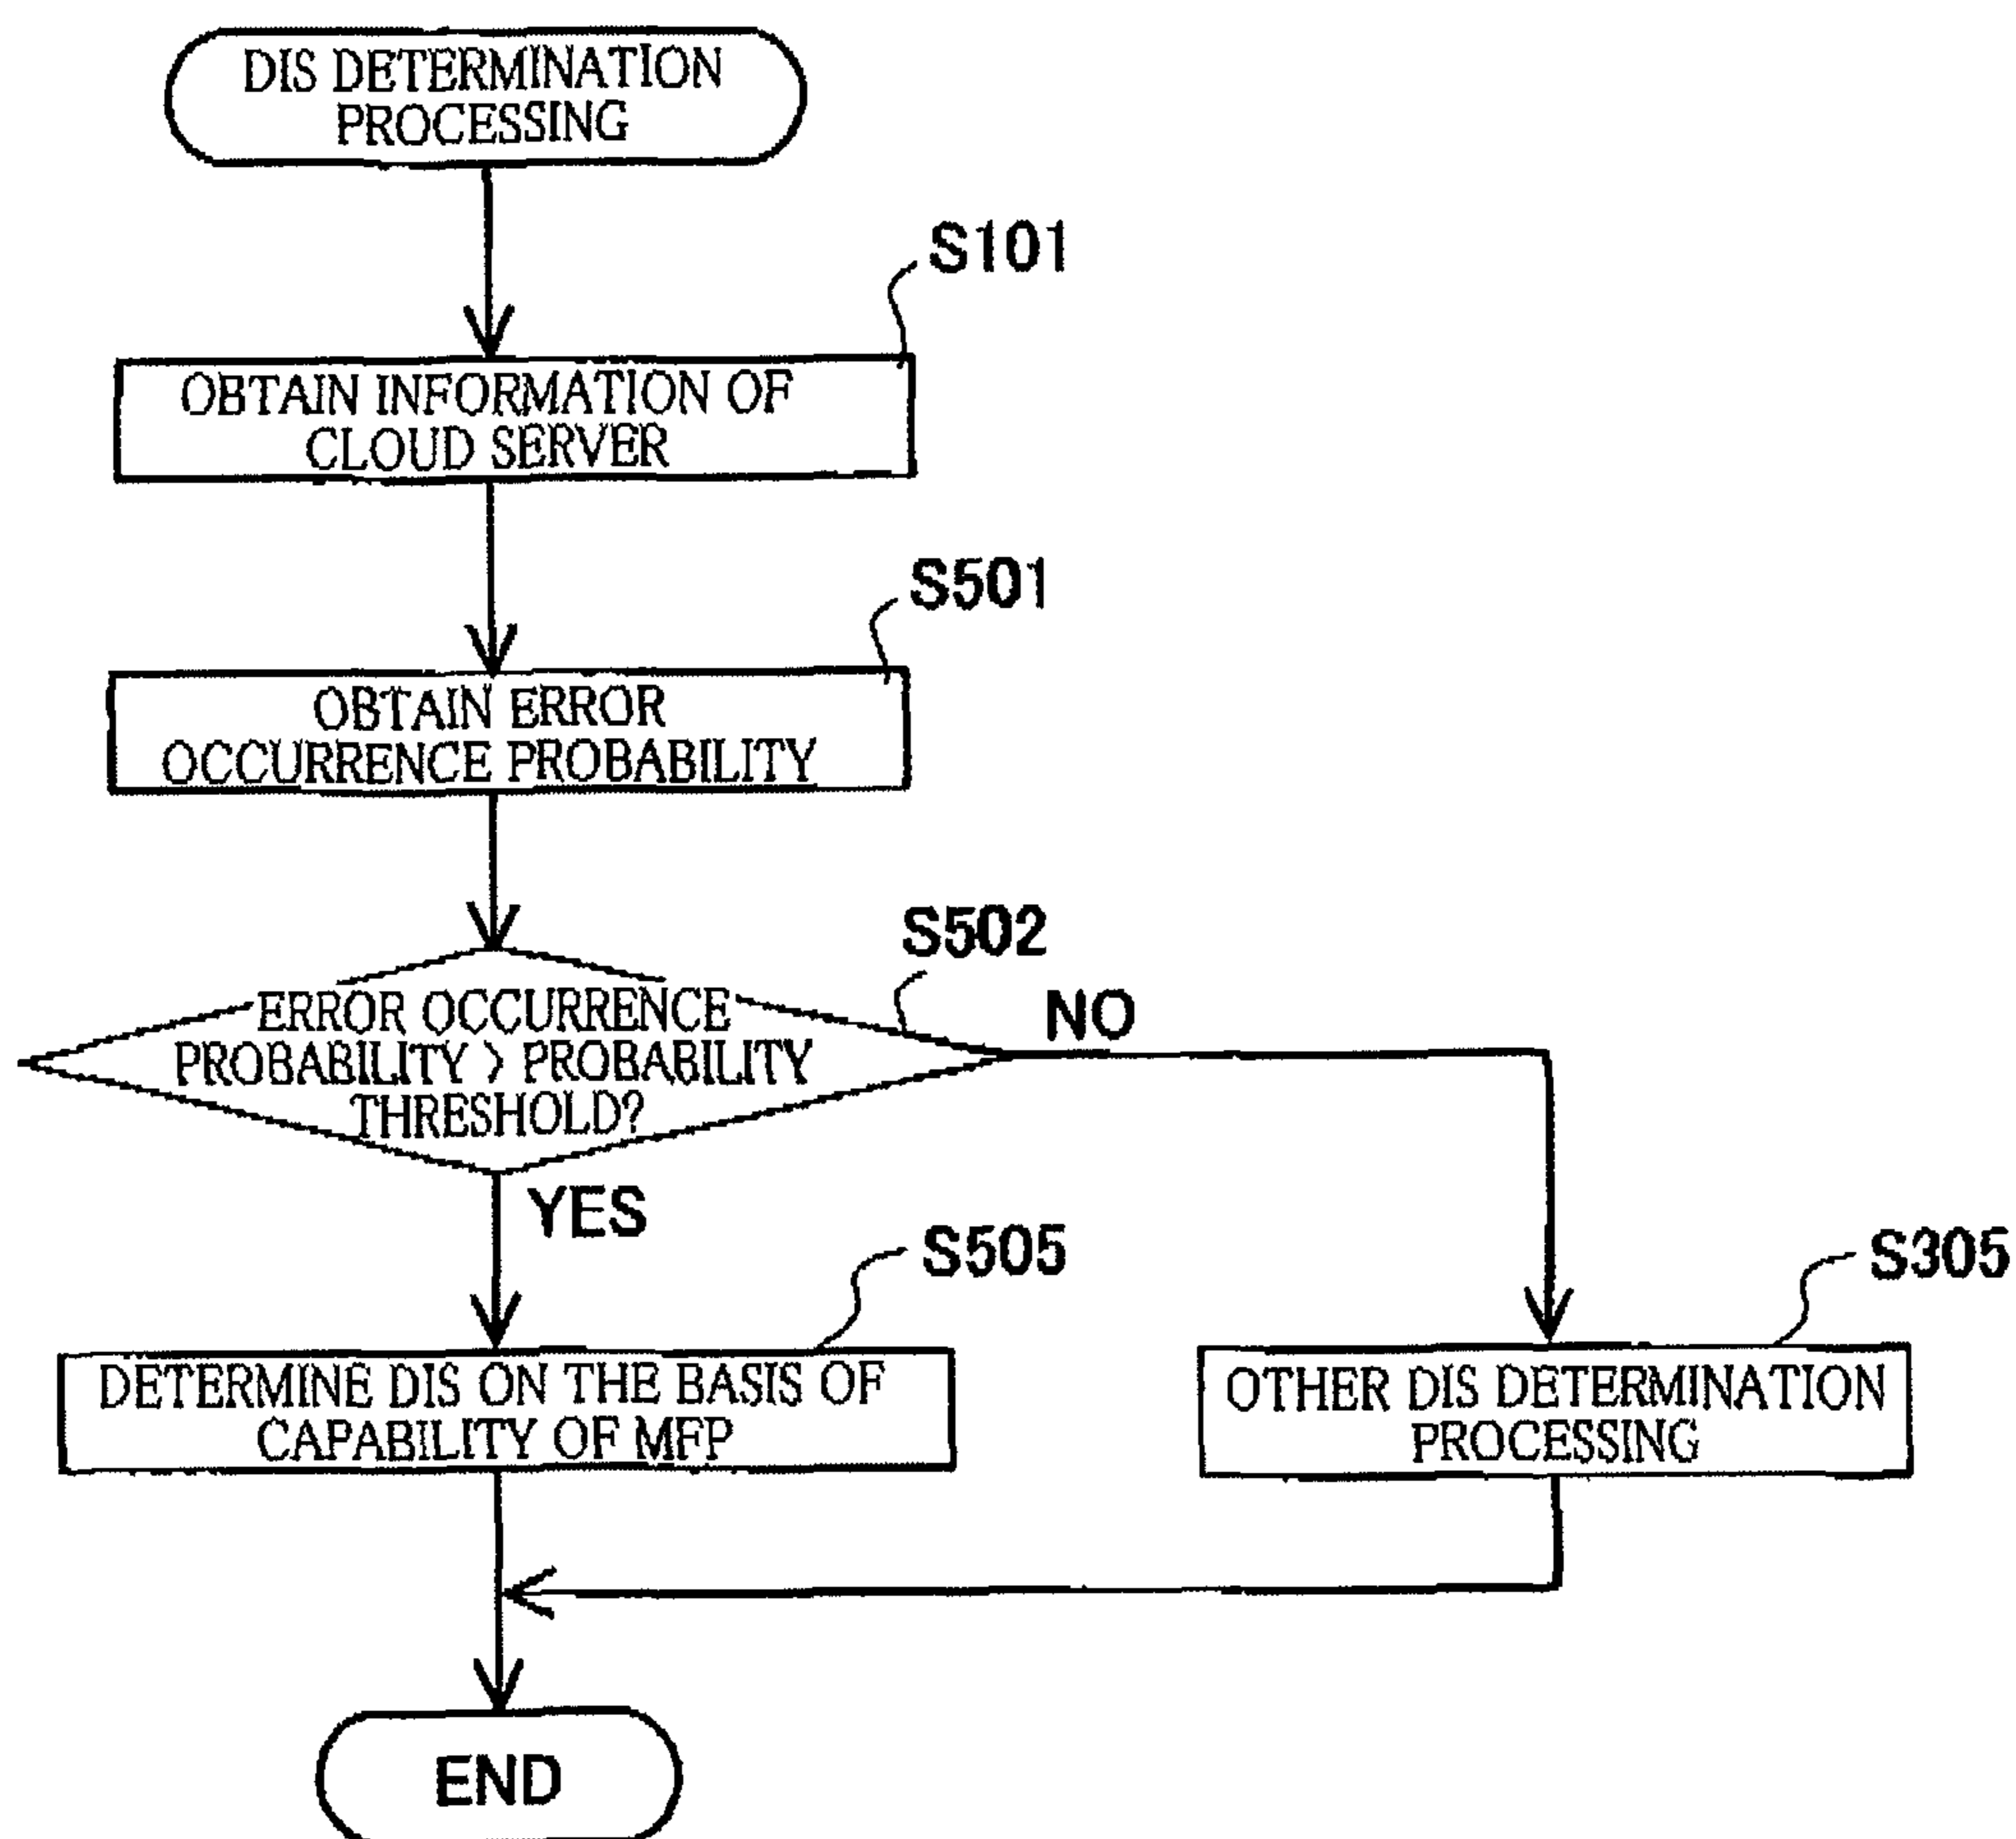 DIS DETERMINATION
PROCESSING
S101
OBTAIN INFORMATION OF
CLOUD SERVER
S501
OBTAIN ERROR
OCCURRENCE PROBABILITY
S502
NO
ERROR OCCURRENCE
PROBABILITY > PROBABILITY
THRESHOLD?
YES
S505
S305
DETERMINE DIS ON THE BASIS OF
CAPABILITY OF MFP
OTHER DIS DETERMINATION
PROCESSING
END